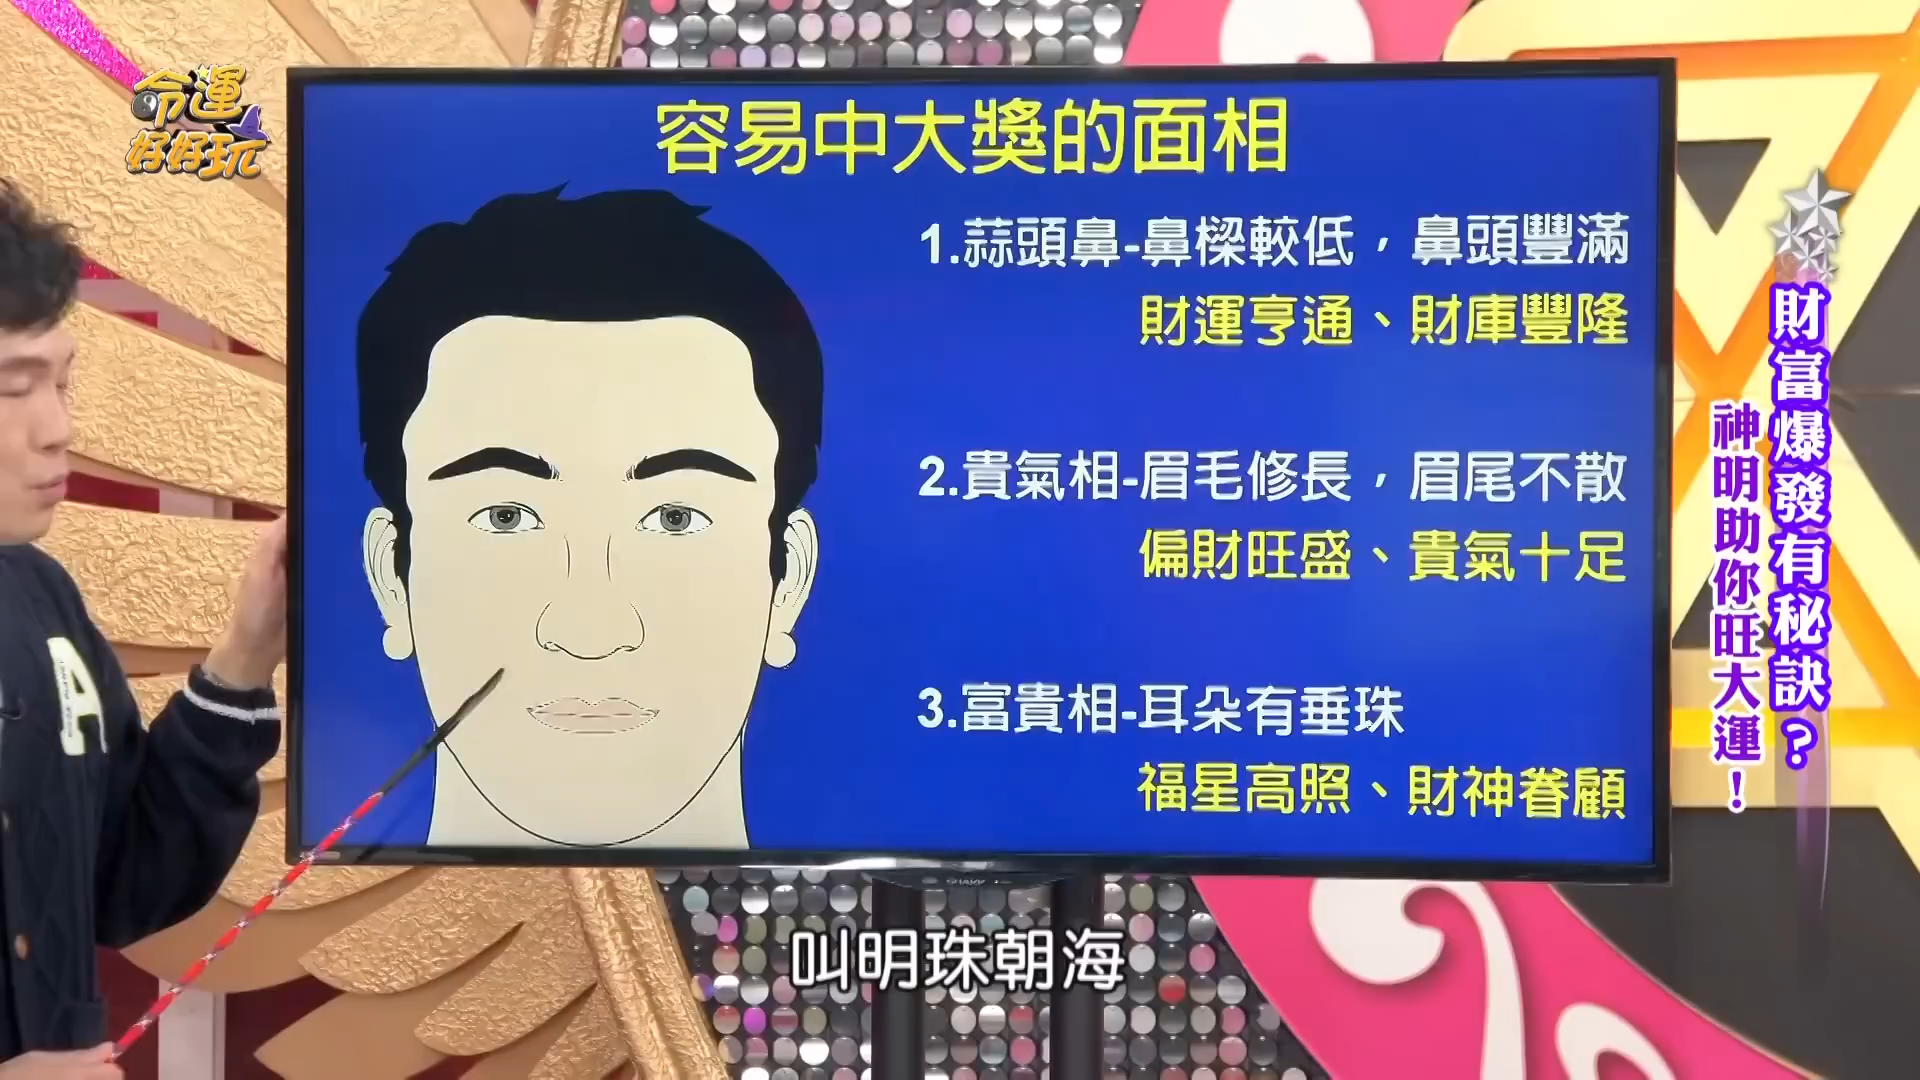 命運
好好玩
容易中大獎的面相
1.蒜頭鼻-鼻樑較低，鼻頭豐滿
財運亨通、財庫豐隆
2.貴氣相-眉毛修長，眉尾不散
偏財旺盛、貴氣十足
3.富貴相-耳朵有垂珠
福星高照、財神眷顧
財富爆發有秘訣？
神明助你旺大運！
A
SHARP
叫明珠朝海